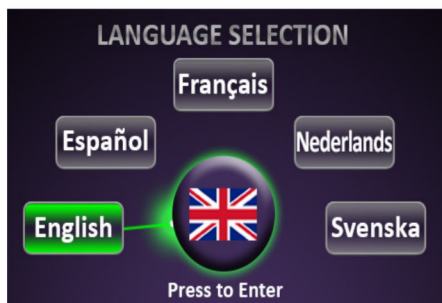 LANGUAGE SELECTION
Français
Español
Nederlands
English
Svenska
Press to Enter